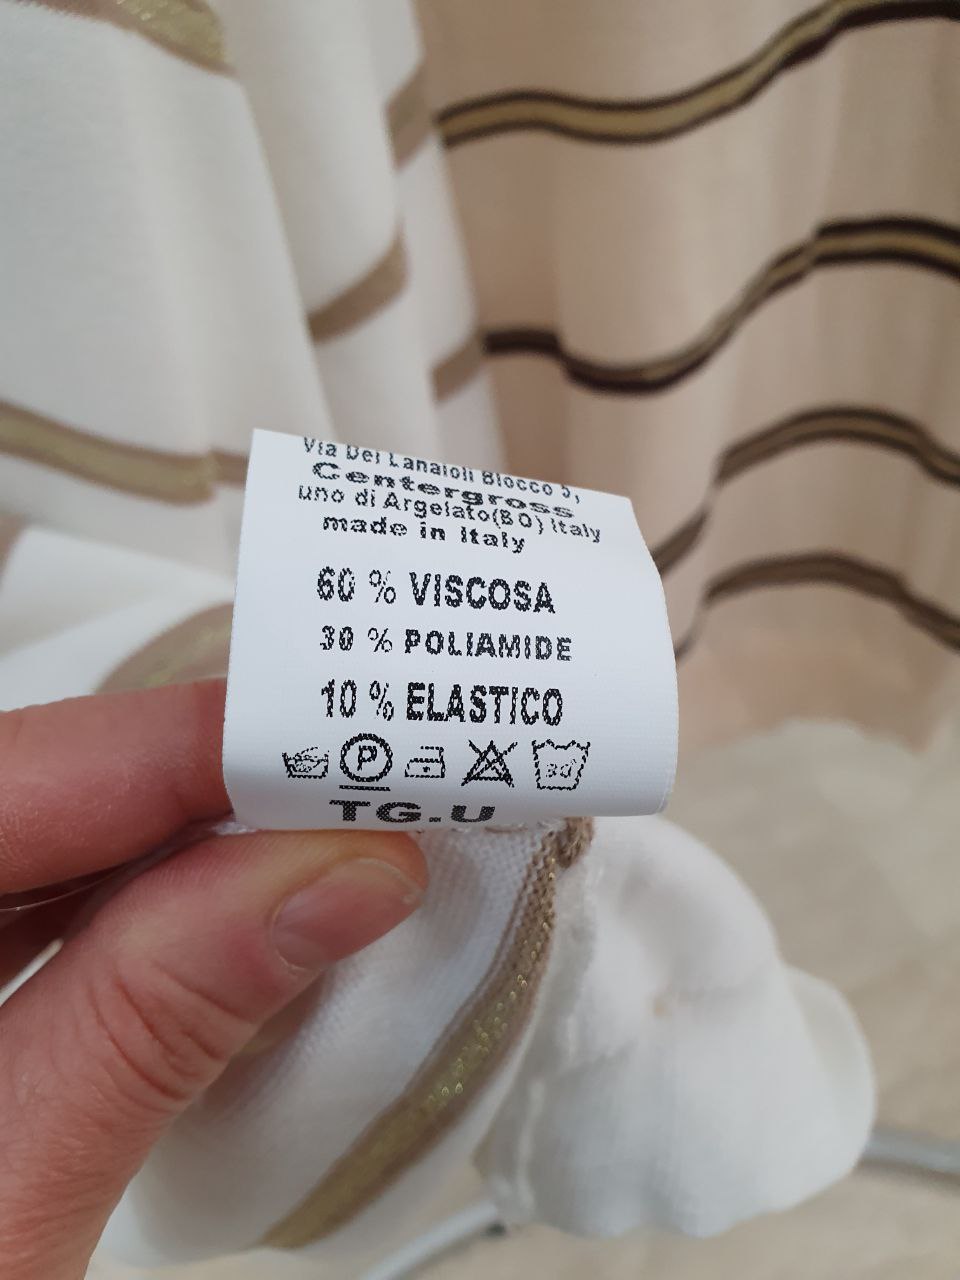 Via Dei Lanaioli Blocco 5,
Centergross
uno di Argelato(BO) Italy
made in Italy
60 % VISCOSA
30 % POLIAMIDE
10 % ELASTICO
P
30°
TG.U